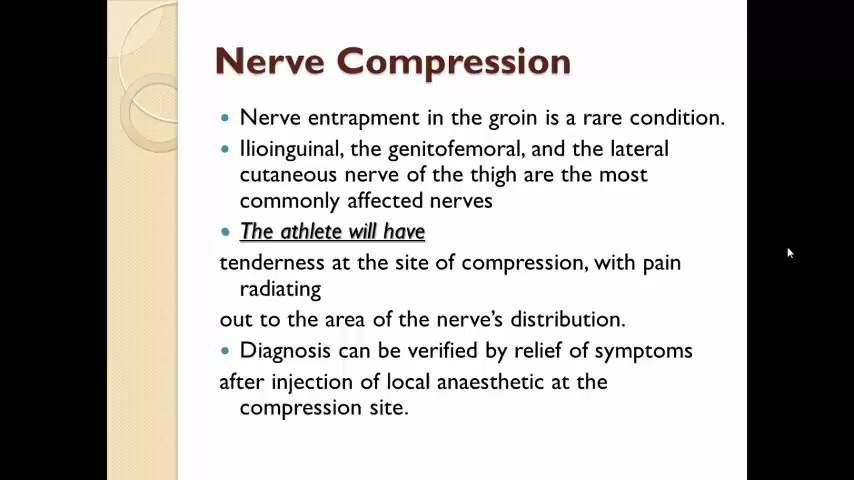 Nerve Compression
• Nerve entrapment in the groin is a rare condition.
• Ilioinguinal, the genitofemoral, and the lateral
cutaneous nerve of the thigh are the most
commonly affected nerves
• The athlete will have
tenderness at the site of compression, with pain
radiating
out to the area of the nerve's distribution.
• Diagnosis can be verified by relief of symptoms
after injection of local anaesthetic at the
compression site.